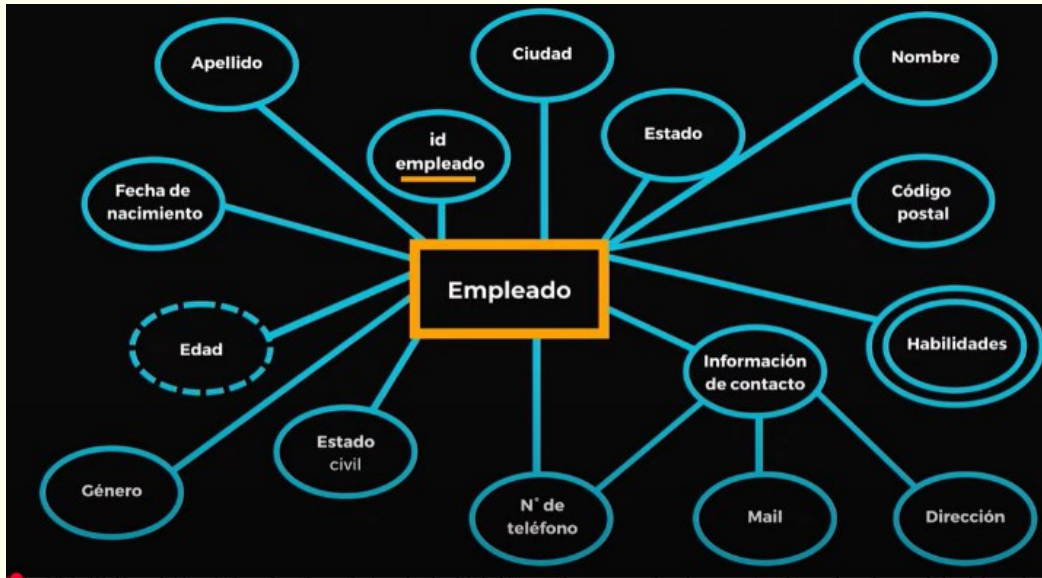 Apellido
Ciudad
Nombre
id
empleado
Estado
Fecha de
nacimiento
Código
postal
Empleado
Edad
Habilidades
Información
de contacto
Estado
civil
Género
N° de
teléfono
Mail
Dirección